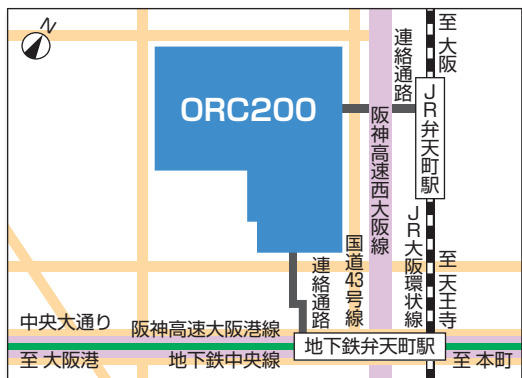 N
至 大阪
連絡通路
ORC200
JR弁天町駅
阪神高速西大阪線
JR大阪環状線
至 天王寺
国道43号線
連絡通路
中央大通り
阪神高速大阪港線
地下鉄弁天町駅
至 大阪港
地下鉄中央線
至 本町